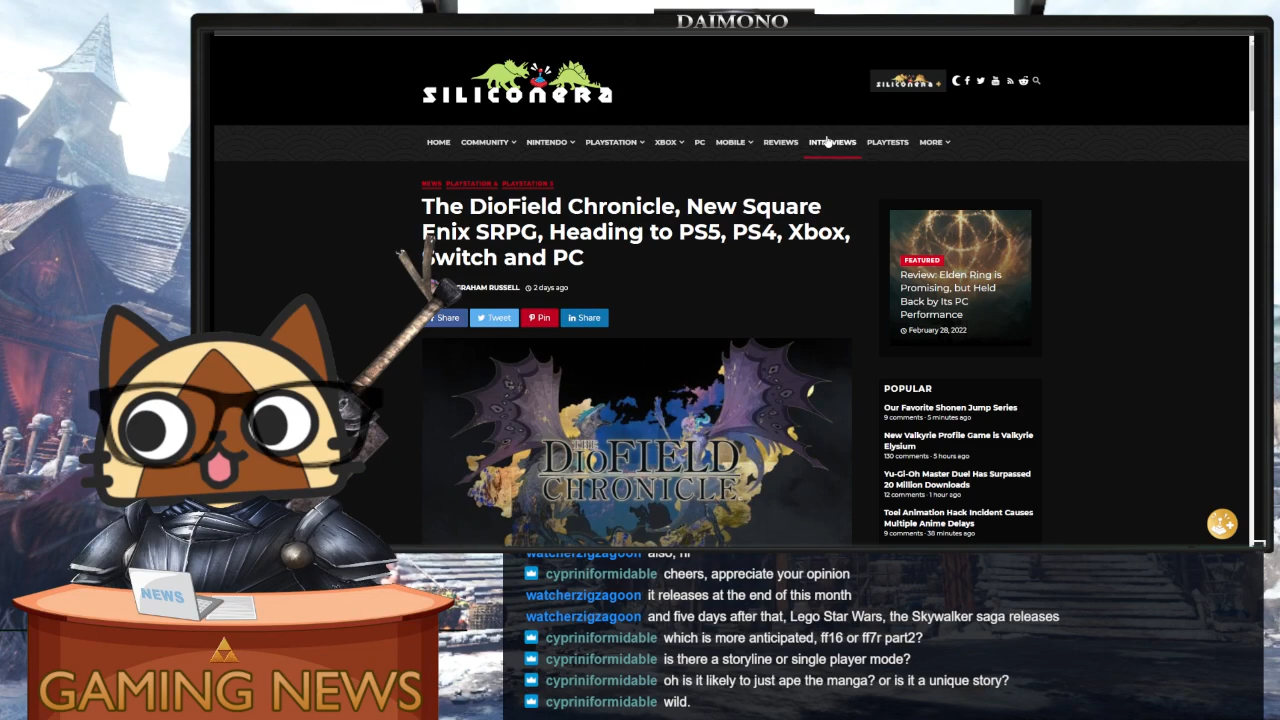 DAIMONO
SILICONERA
SILICONERA +
HOME COMMUNITY NINTENDO PLAYSTATION XBOX PC MOBILE REVIEWS INTERVIEWS PLAYTESTS MORE
NEWS PLAYSTATION 4 PLAYSTATION 5
The DioField Chronicle, New Square
Enix SRPG, Heading to PS5, PS4, Xbox,
Switch and PC
GRAHAM RUSSELL 2 days ago
Share Tweet Pin Share
THE
DIOFIELD
CHRONICLE
FEATURED
Review: Elden Ring is
Promising, but Held
Back by Its PC
Performance
February 28, 2022
POPULAR
Our Favorite Shonen Jump Series
9 comments · 5 minutes ago
New Valkyrie Profile Game is Valkyrie
Elysium
130 comments · 5 hours ago
Yu-Gi-Oh Master Duel Has Surpassed
20 Million Downloads
12 comments · 1 hour ago
Toei Animation Hack Incident Causes
Multiple Anime Delays
9 comments · 38 minutes ago
watcherzigzagoon also, hi
cypriniformidable cheers, appreciate your opinion
watcherzigzagoon it releases at the end of this month
watcherzigzagoon and five days after that, Lego Star Wars, the Skywalker saga releases
cypriniformidable which is more anticipated, ff16 or ff7r part2?
cypriniformidable is there a storyline or single player mode?
cypriniformidable oh is it likely to just ape the manga? or is it a unique story?
cypriniformidable wild.
NEWS
GAMING NEWS